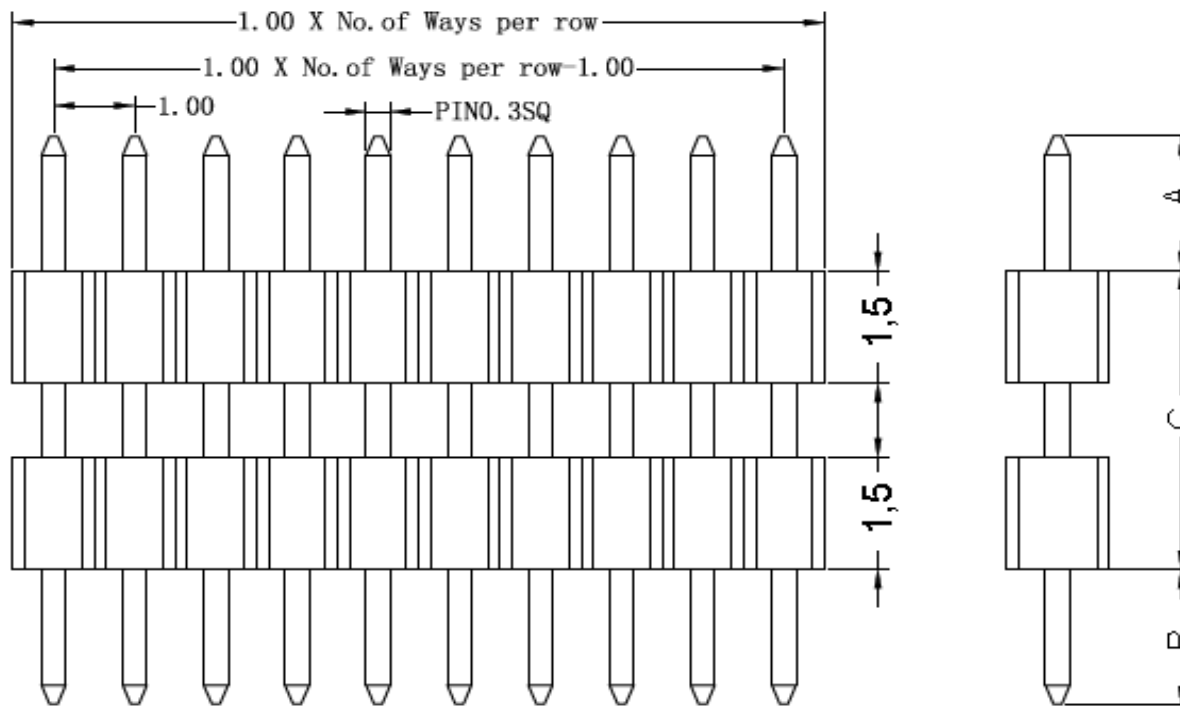 1.00 X No.of Ways per row
1.00 X No.of Ways per row-1.00
1.00
PIN0.3SQ
A
1,5
C
1,5
B